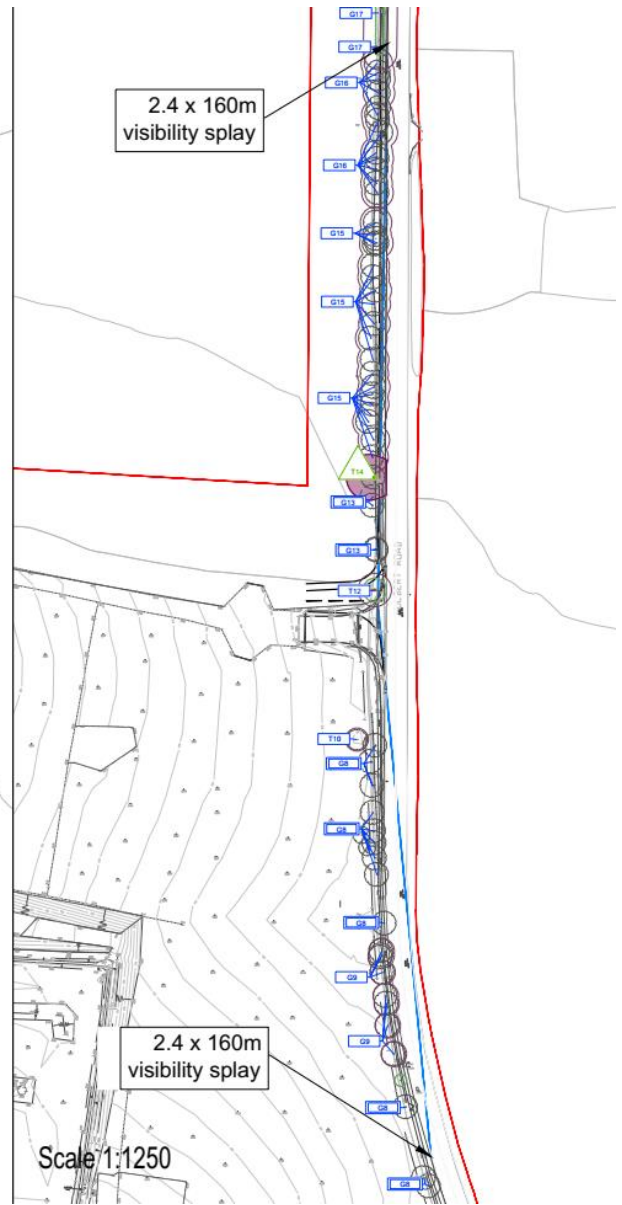 G17
G17
G16
2.4 x 160m
visibility splay
G16
G15
G15
G15
T14
G13
G13
T12
T10
G8
G8
G8
G9
2.4 x 160m
visibility splay
G9
G8
Scale 1:1250
G8